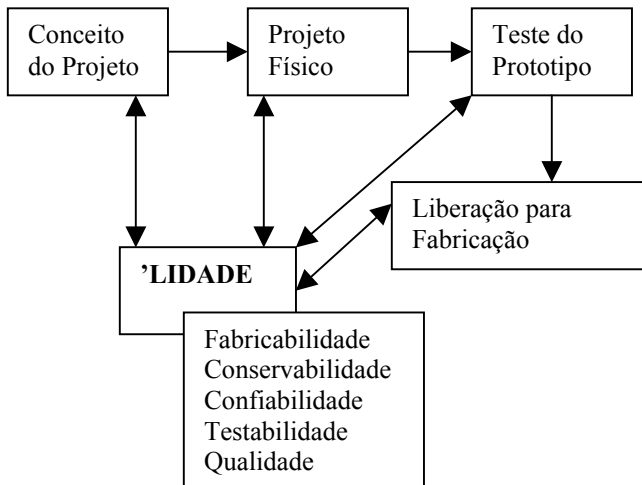 Conceito
do Projeto
Projeto
Físico
Teste do
Prototipo
Liberação para
Fabricação
’LIDADE
Fabricabilidade
Conservabilidade
Confiabilidade
Testabilidade
Qualidade